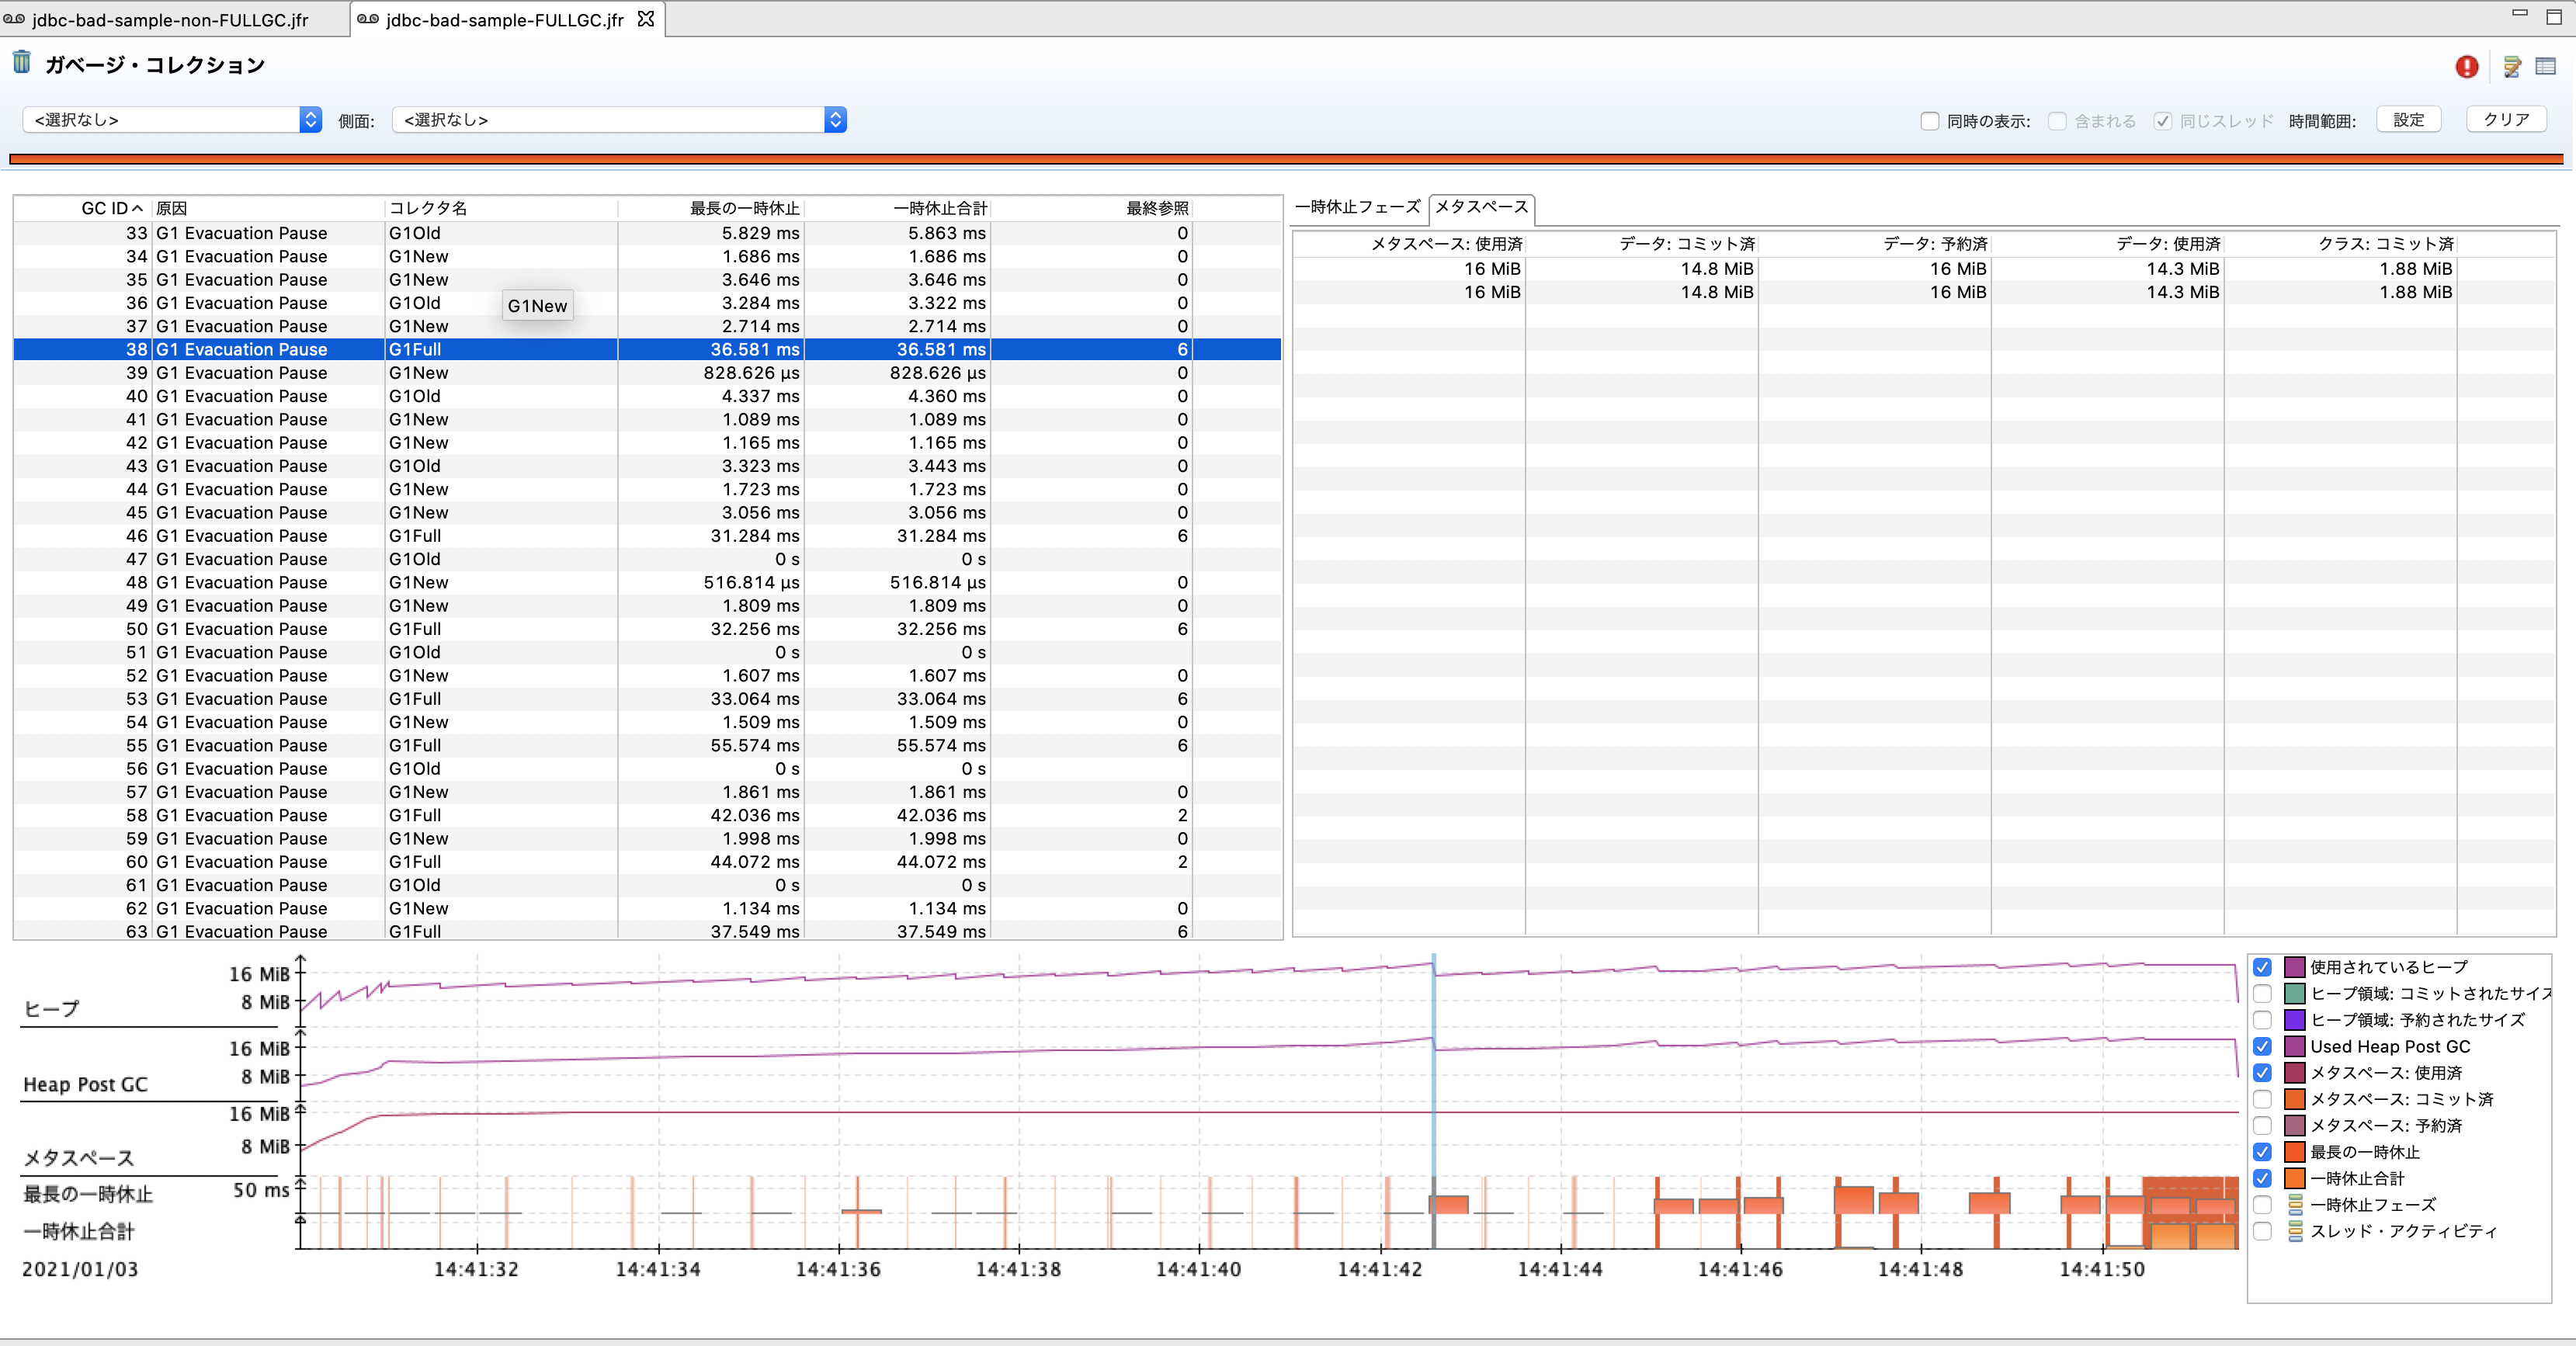 jdbc-bad-sample-non-FULLGC.jfr jdbc-bad-sample-FULLGC.jfr
ガベージ・コレクション
<選択なし> 側面: <選択なし> 同時の表示: 含まれる 同じスレッド 時間範囲: 設定 クリア
GC ID 原因 コレクタ名 最長の一時休止 一時休止合計 最終参照
33 G1 Evacuation Pause G1Old 5.829 ms 5.863 ms 0
34 G1 Evacuation Pause G1New 1.686 ms 1.686 ms 0
35 G1 Evacuation Pause G1New 3.646 ms 3.646 ms 0
36 G1 Evacuation Pause G1Old 3.284 ms 3.322 ms 0
G1New
37 G1 Evacuation Pause G1New 2.714 ms 2.714 ms 0
38 G1 Evacuation Pause G1Full 36.581 ms 36.581 ms 6
39 G1 Evacuation Pause G1New 828.626 µs 828.626 µs 0
40 G1 Evacuation Pause G1Old 4.337 ms 4.360 ms 0
41 G1 Evacuation Pause G1New 1.089 ms 1.089 ms 0
42 G1 Evacuation Pause G1New 1.165 ms 1.165 ms 0
43 G1 Evacuation Pause G1Old 3.323 ms 3.443 ms 0
44 G1 Evacuation Pause G1New 1.723 ms 1.723 ms 0
45 G1 Evacuation Pause G1New 3.056 ms 3.056 ms 0
46 G1 Evacuation Pause G1Full 31.284 ms 31.284 ms 6
47 G1 Evacuation Pause G1Old 0 s 0 s
48 G1 Evacuation Pause G1New 516.814 µs 516.814 µs 0
49 G1 Evacuation Pause G1New 1.809 ms 1.809 ms 0
50 G1 Evacuation Pause G1Full 32.256 ms 32.256 ms 6
51 G1 Evacuation Pause G1Old 0 s 0 s
52 G1 Evacuation Pause G1New 1.607 ms 1.607 ms 0
53 G1 Evacuation Pause G1Full 33.064 ms 33.064 ms 6
54 G1 Evacuation Pause G1New 1.509 ms 1.509 ms 0
55 G1 Evacuation Pause G1Full 55.574 ms 55.574 ms 6
56 G1 Evacuation Pause G1Old 0 s 0 s
57 G1 Evacuation Pause G1New 1.861 ms 1.861 ms 0
58 G1 Evacuation Pause G1Full 42.036 ms 42.036 ms 2
59 G1 Evacuation Pause G1New 1.998 ms 1.998 ms 0
60 G1 Evacuation Pause G1Full 44.072 ms 44.072 ms 2
61 G1 Evacuation Pause G1Old 0 s 0 s
62 G1 Evacuation Pause G1New 1.134 ms 1.134 ms 0
63 G1 Evacuation Pause G1Full 37.549 ms 37.549 ms 6
一時休止フェーズ メタスペース
メタスペース: 使用済 データ: コミット済 データ: 予約済 データ: 使用済 クラス: コミット済
16 MiB 14.8 MiB 16 MiB 14.3 MiB 1.88 MiB
16 MiB 14.8 MiB 16 MiB 14.3 MiB 1.88 MiB
16 MiB
8 MiB
ヒープ
16 MiB
8 MiB
Heap Post GC
16 MiB
8 MiB
メタスペース
最長の一時休止 50 ms
一時休止合計
2021/01/03 14:41:32 14:41:34 14:41:36 14:41:38 14:41:40 14:41:42 14:41:44 14:41:46 14:41:48 14:41:50
使用されているヒープ
ヒープ領域: コミットされたサイズ
ヒープ領域: 予約されたサイズ
Used Heap Post GC
メタスペース: 使用済
メタスペース: コミット済
メタスペース: 予約済
最長の一時休止
一時休止合計
一時休止フェーズ
スレッド・アクティビティ